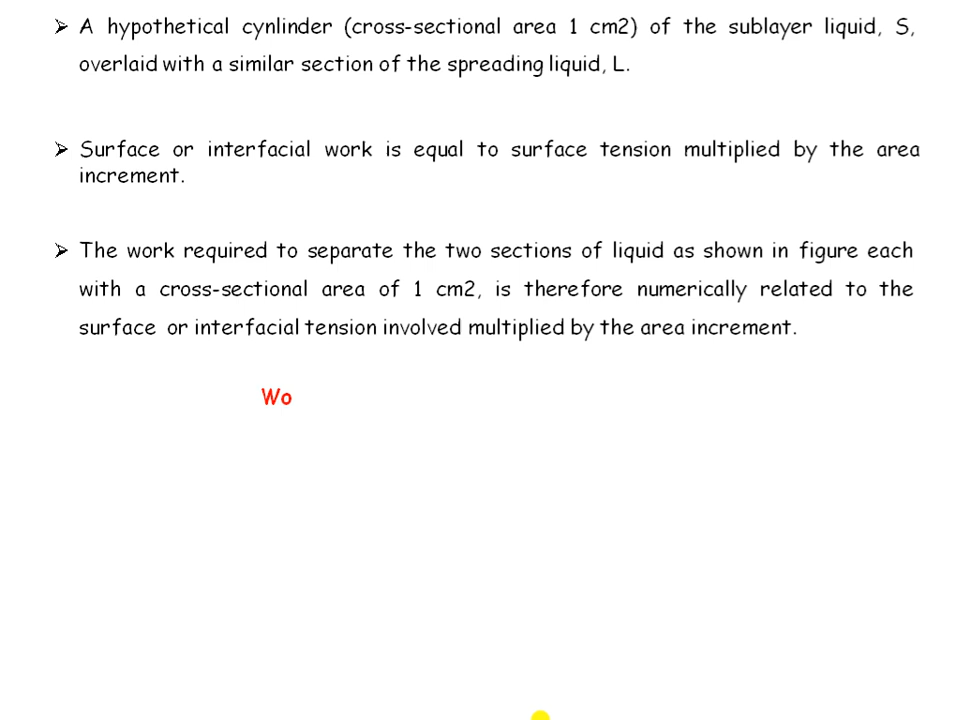 ➢ A hypothetical cynlinder (cross-sectional area 1 cm2) of the sublayer liquid, S,
overlaid with a similar section of the spreading liquid, L.
➢ Surface or interfacial work is equal to surface tension multiplied by the area
increment.
➢ The work required to separate the two sections of liquid as shown in figure each
with a cross-sectional area of 1 cm2, is therefore numerically related to the
surface or interfacial tension involved multiplied by the area increment.
Wo